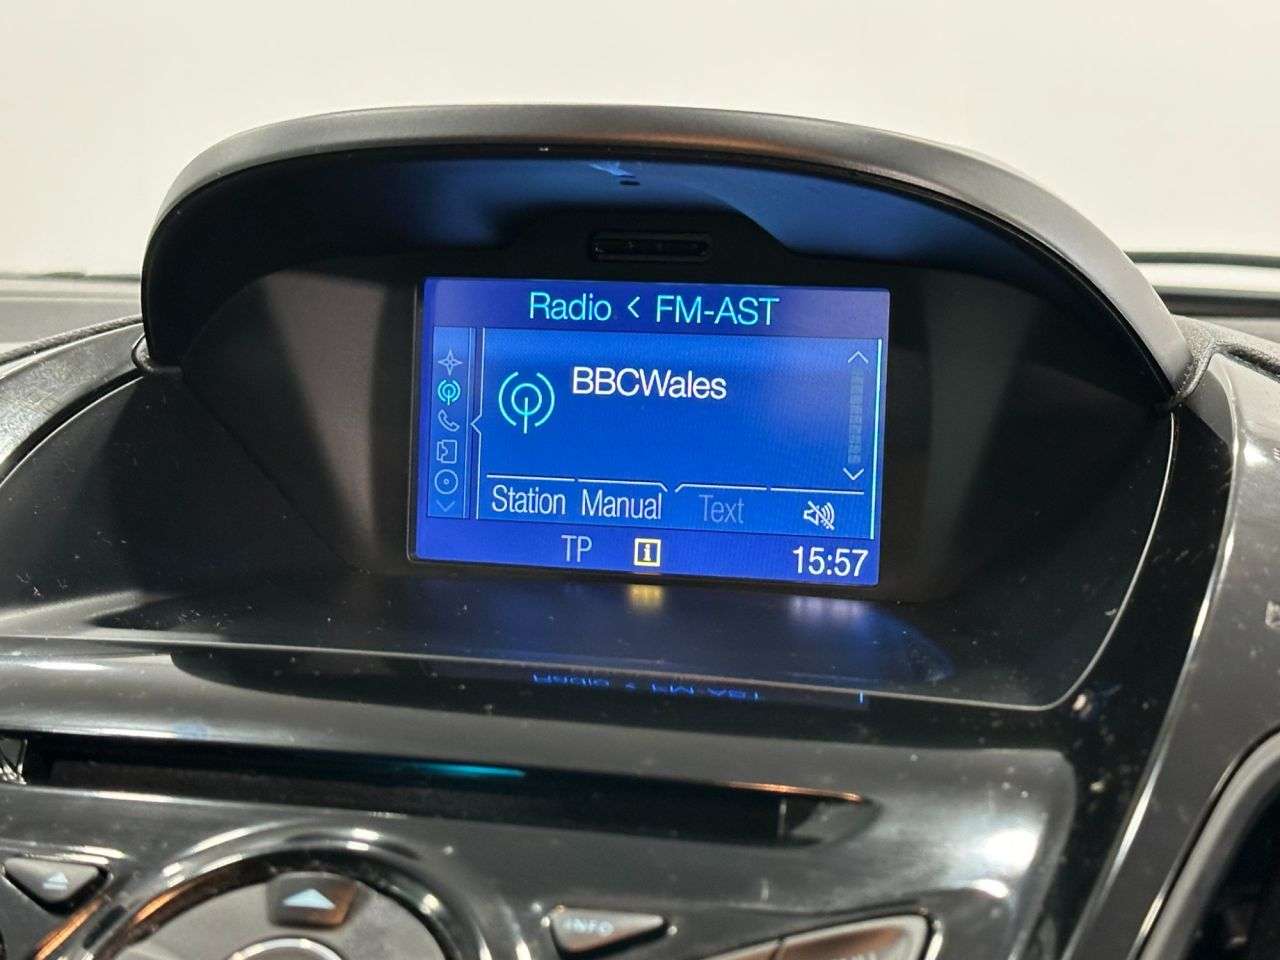 Radio < FM-AST
BBCWales
Station Manual Text
TP i 15:57
INFO